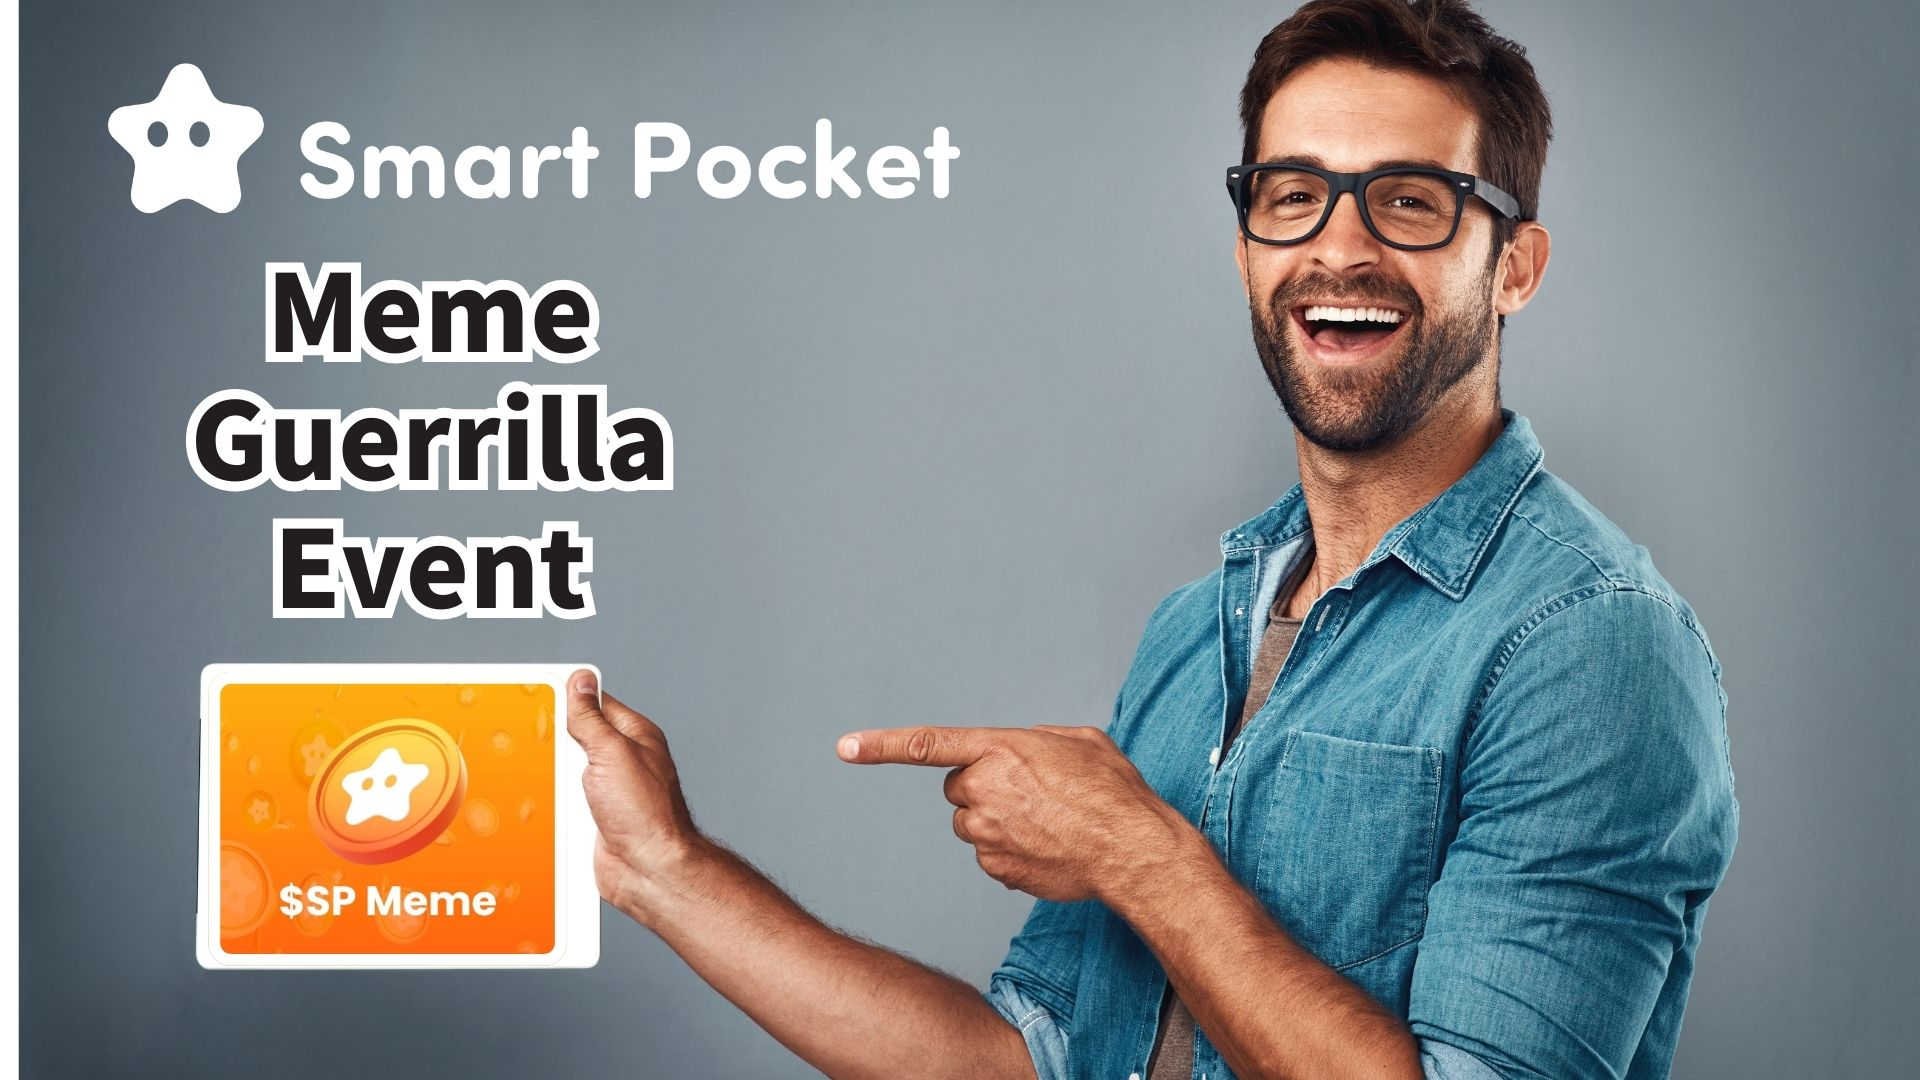 Smart Pocket
Meme
Guerrilla
Event
$SP Meme